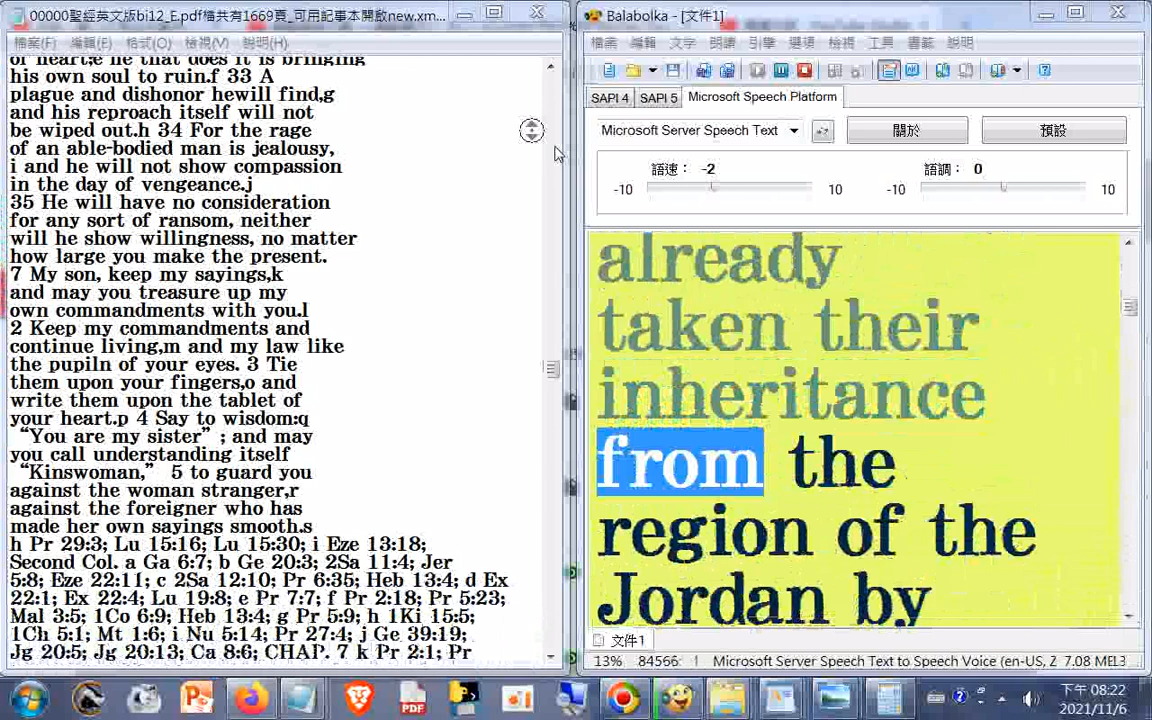 00000聖經英文版bi12_E.pdf檔共有1669頁_可用記事本開啟new.xm...
檔案(F) 編輯(E) 格式(O) 檢視(V) 說明(H)
of heart;e he that does it is bringing
his own soul to ruin.f 33 A
plague and dishonor hewill find,g
and his reproach itself will not
be wiped out.h 34 For the rage
of an able-bodied man is jealousy,
i and he will not show compassion
in the day of vengeance.j
35 He will have no consideration
for any sort of ransom, neither
will he show willingness, no matter
how large you make the present.
7 My son, keep my sayings,k
and may you treasure up my
own commandments with you.l
2 Keep my commandments and
continue living,m and my law like
the pupiln of your eyes. 3 Tie
them upon your fingers,o and
write them upon the tablet of
your heart.p 4 Say to wisdom:q
“You are my sister” ; and may
you call understanding itself
“Kinswoman,” 5 to guard you
against the woman stranger,r
against the foreigner who has
made her own sayings smooth.s
h Pr 29:3; Lu 15:16; Lu 15:30; i Eze 13:18;
Second Col. a Ga 6:7; b Ge 20:3; 2Sa 11:4; Jer
5:8; Eze 22:11; c 2Sa 12:10; Pr 6:35; Heb 13:4; d Ex
22:1; Ex 22:4; Lu 19:8; e Pr 7:7; f Pr 2:18; Pr 5:23;
Mal 3:5; 1Co 6:9; Heb 13:4; g Pr 5:9; h 1Ki 15:5;
1Ch 5:1; Mt 1:6; i Nu 5:14; Pr 27:4; j Ge 39:19;
Jg 20:5; Jg 20:13; Ca 8:6; CHAP. 7 k Pr 2:1; Pr
Balabolka - [文件1]
檔案 編輯 文字 朗讀 引擎 選項 檢視 工具 書籤 說明
SAPI 4 SAPI 5 Microsoft Speech Platform
Microsoft Server Speech Text 關於 預設
語速： -2 語調： 0
-10 10 -10 10
already
taken their
inheritance
from the
region of the
Jordan by
文件1
13% 84566: Microsoft Server Speech Text to Speech Voice (en-US, Z 7.08 MB
下午 08:22
2021/11/6